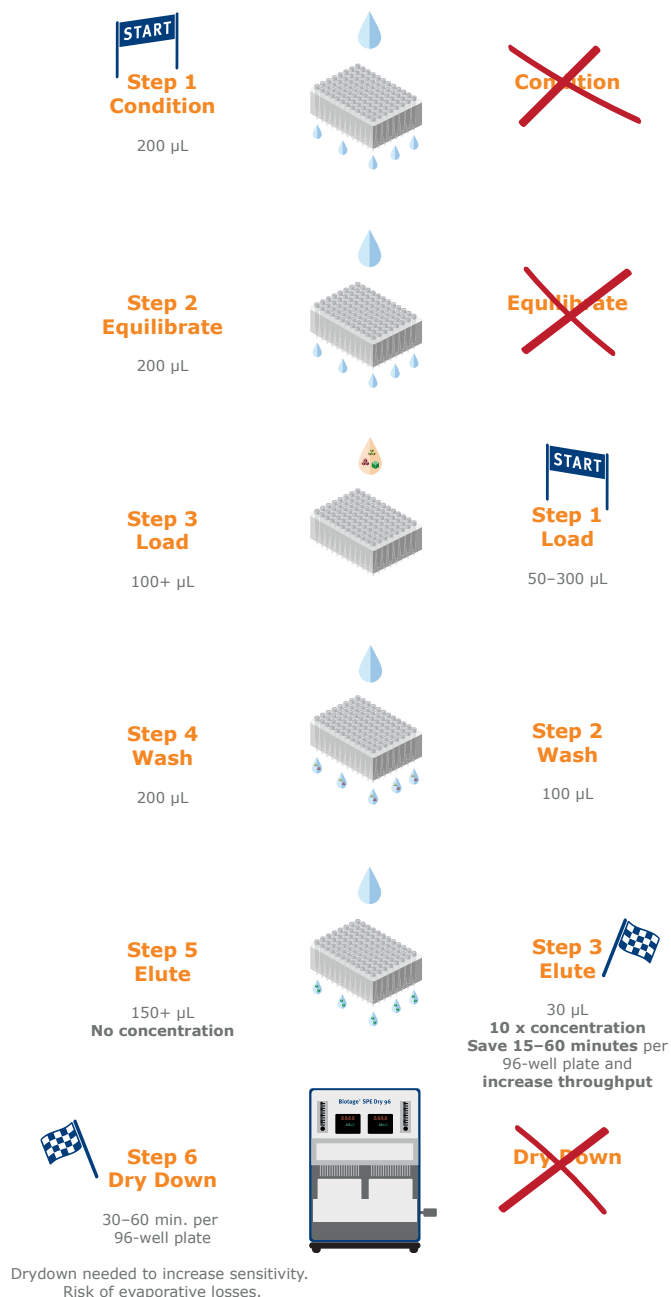 START
Step 1
Condition
200 µL
Condition
Step 2
Equilibrate
200 µL
Equilibrate
Step 3
Load
100+ µL
START
Step 1
Load
50–300 µL
Step 4
Wash
200 µL
Step 2
Wash
100 µL
Step 5
Elute
150+ µL
No concentration
Step 3
Elute
30 µL
10 x concentration
Save 15–60 minutes per
96-well plate and
increase throughput
Biotage® SPE Dry 96
Step 6
Dry Down
30–60 min. per
96-well plate
Drydown needed to increase sensitivity.
Risk of evaporative losses.
Dry Down